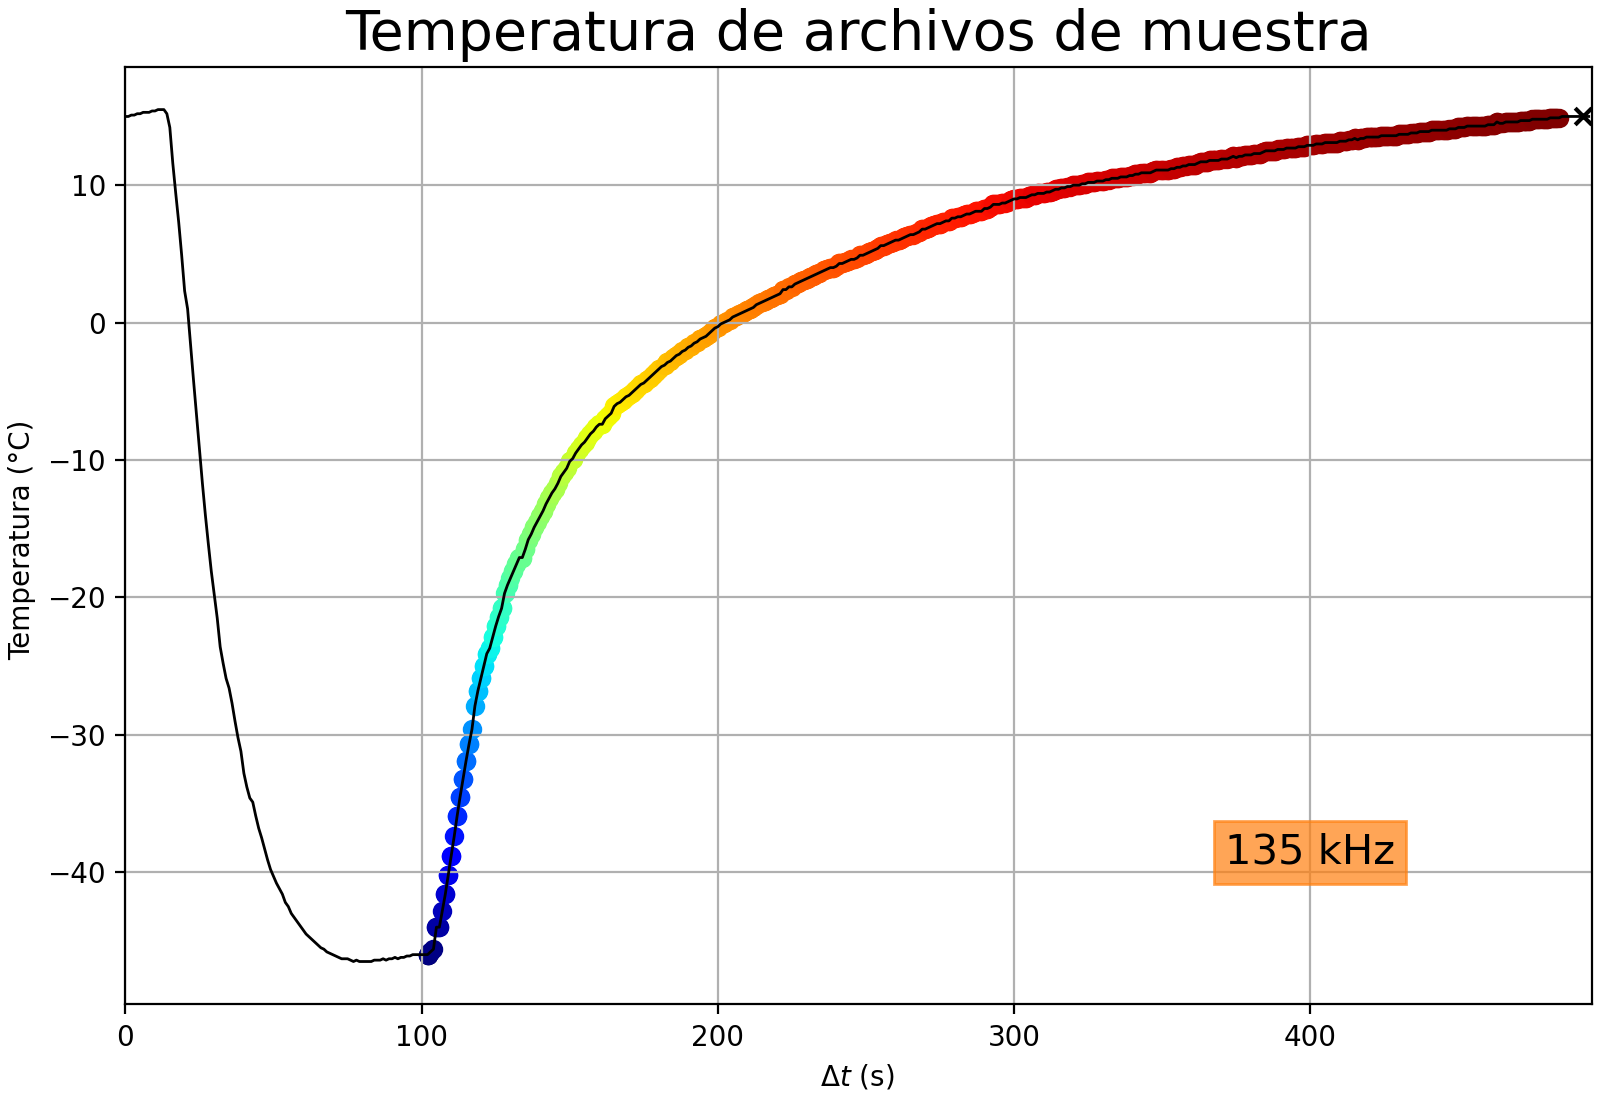 Temperatura de archivos de muestra
Temperatura (°C)
10
0
−10
−20
−30
−40
135 kHz
0 100 200 300 400
Δt (s)